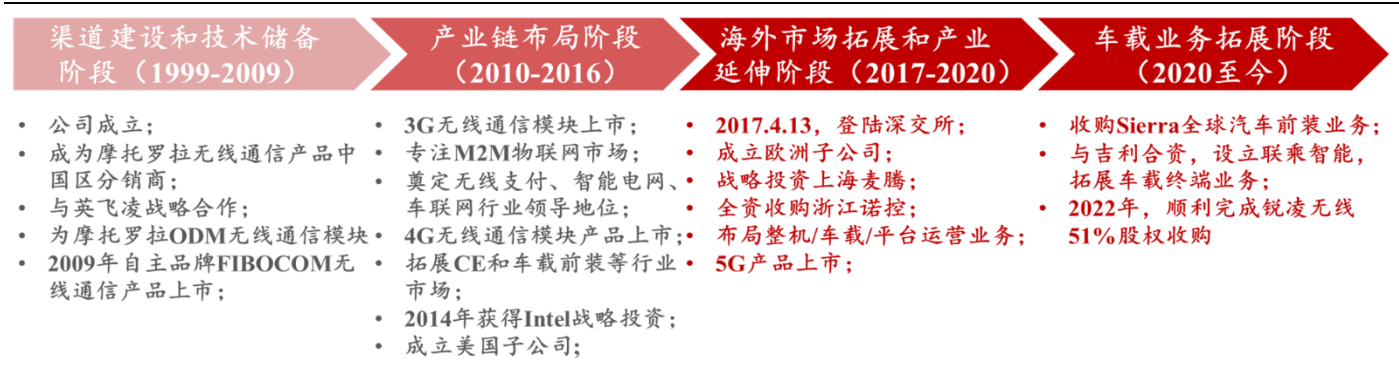 渠道建设和技术储备
阶段（1999-2009）
产业链布局阶段
（2010-2016）
海外市场拓展和产业
延伸阶段（2017-2020）
车载业务拓展阶段
（2020至今）
• 公司成立；
• 成为摩托罗拉无线通信产品中
国区分销商；
• 与英飞凌战略合作；
• 为摩托罗拉ODM无线通信模块
• 2009年自主品牌FIBOCOM无
线通信产品上市；
• 3G无线通信模块上市；
• 专注M2M物联网市场；
• 奠定无线支付、智能电网、
车联网行业领导地位；
• 4G无线通信模块产品上市；
• 拓展CE和车载前装等行业
市场；
• 2014年获得Intel战略投资；
• 成立美国子公司；
• 2017.4.13，登陆深交所；
• 成立欧洲子公司；
• 战略投资上海麦腾；
• 全资收购浙江诺控；
• 布局整机/车载/平台运营业务；
• 5G产品上市；
• 收购Sierra全球汽车前装业务；
• 与吉利合资，设立联乘智能，
拓展车载终端业务；
• 2022年，顺利完成锐凌无线
51%股权收购